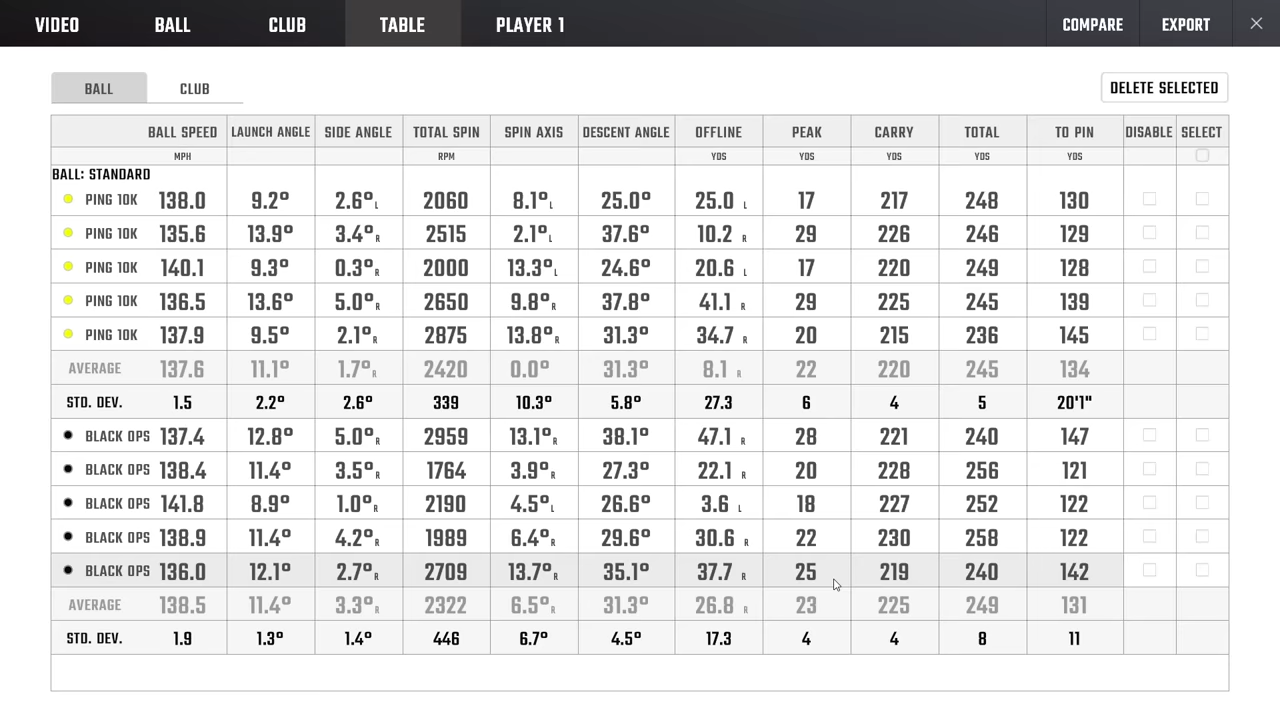 VIDEO BALL CLUB TABLE PLAYER 1 COMPARE EXPORT
BALL CLUB DELETE SELECTED
BALL SPEED LAUNCH ANGLE SIDE ANGLE TOTAL SPIN SPIN AXIS DESCENT ANGLE OFFLINE PEAK CARRY TOTAL TO PIN DISABLE SELECT
MPH RPM YDS YDS YDS YDS YDS
BALL: STANDARD
PING 10K 138.0 9.2° 2.6° L 2060 8.1° L 25.0° 25.0 L 17 217 248 130
PING 10K 135.6 13.9° 3.4° R 2515 2.1° L 37.6° 10.2 R 29 226 246 129
PING 10K 140.1 9.3° 0.3° R 2000 13.3° L 24.6° 20.6 L 17 220 249 128
PING 10K 136.5 13.6° 5.0° R 2650 9.8° R 37.8° 41.1 R 29 225 245 139
PING 10K 137.9 9.5° 2.1° R 2875 13.8° R 31.3° 34.7 R 20 215 236 145
AVERAGE 137.6 11.1° 1.7° R 2420 0.0° 31.3° 8.1 R 22 220 245 134
STD. DEV. 1.5 2.2° 2.6° 339 10.3° 5.8° 27.3 6 4 5 20'1"
BLACK OPS 137.4 12.8° 5.0° R 2959 13.1° R 38.1° 47.1 R 28 221 240 147
BLACK OPS 138.4 11.4° 3.5° R 1764 3.9° R 27.3° 22.1 R 20 228 256 121
BLACK OPS 141.8 8.9° 1.0° R 2190 4.5° L 26.6° 3.6 L 18 227 252 122
BLACK OPS 138.9 11.4° 4.2° R 1989 6.4° R 29.6° 30.6 R 22 230 258 122
BLACK OPS 136.0 12.1° 2.7° R 2709 13.7° R 35.1° 37.7 R 25 219 240 142
AVERAGE 138.5 11.4° 3.3° R 2322 6.5° R 31.3° 26.8 R 23 225 249 131
STD. DEV. 1.9 1.3° 1.4° 446 6.7° 4.5° 17.3 4 4 8 11